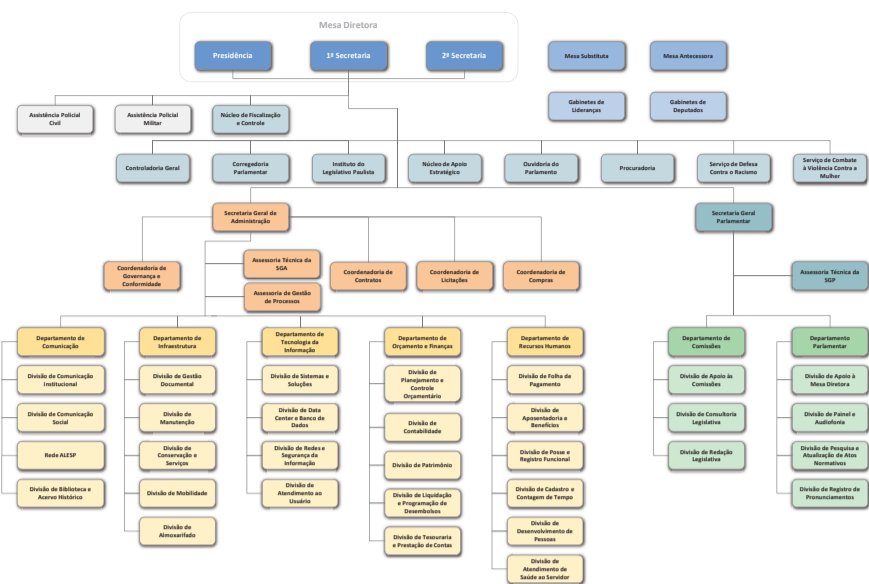 Mesa Diretora
Presidência
1ª Secretaria
2ª Secretaria
Mesa Substituta
Mesa Antecessora
Gabinetes de
Lideranças
Gabinetes de
Deputados
Assistência Policial
Civil
Assistência Policial
Militar
Núcleo de Fiscalização
e Controle
Controladoria Geral
Corregedoria
Parlamentar
Instituto do
Legislativo Paulista
Núcleo de Apoio
Estratégico
Ouvidoria do
Parlamento
Procuradoria
Serviço de Defesa
Contra o Racismo
Serviço de Combate
à Violência Contra a
Mulher
Secretaria Geral de
Administração
Secretaria Geral
Parlamentar
Coordenadoria de
Governança e
Conformidade
Assessoria Técnica da
SGA
Assessoria de Gestão
de Processos
Coordenadoria de
Contratos
Coordenadoria de
Licitações
Coordenadoria de
Compras
Assessoria Técnica da
SGP
Departamento de
Comunicação
Divisão de Comunicação
Institucional
Divisão de Comunicação
Social
Rede ALESP
Divisão de Biblioteca e
Acervo Histórico
Departamento de
Infraestrutura
Divisão de Gestão
Documental
Divisão de
Manutenção
Divisão de
Conservação e
Serviços
Divisão de Mobilidade
Divisão de
Almoxarifado
Departamento de
Tecnologia da
Informação
Divisão de Sistemas e
Soluções
Divisão de Data
Center e Banco de
Dados
Divisão de Redes e
Segurança da
Informação
Divisão de
Atendimento ao
Usuário
Departamento de
Orçamento e Finanças
Divisão de
Planejamento e
Controle
Orçamentário
Divisão de
Contabilidade
Divisão de Patrimônio
Divisão de Liquidação
e Programação de
Desembolsos
Divisão de Tesouraria
e Prestação de Contas
Departamento de
Recursos Humanos
Divisão de Folha de
Pagamento
Divisão de
Aposentadoria e
Benefícios
Divisão de Posse e
Registro Funcional
Divisão de Cadastro e
Contagem de Tempo
Divisão de
Desenvolvimento de
Pessoas
Divisão de
Atendimento de
Saúde ao Servidor
Departamento de
Comissões
Divisão de Apoio às
Comissões
Divisão de Consultoria
Legislativa
Divisão de Redação
Legislativa
Departamento
Parlamentar
Divisão de Apoio à
Mesa Diretora
Divisão de Painel e
Audiofonia
Divisão de Pesquisa e
Atualização de Atos
Normativos
Divisão de Registro de
Pronunciamentos